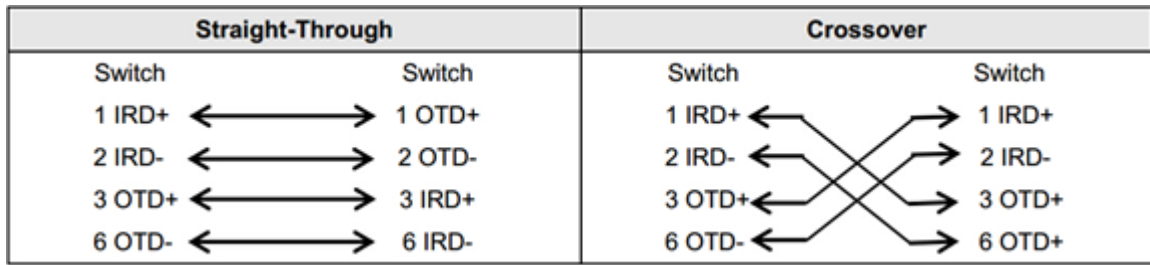 Straight-Through Crossover
Switch Switch Switch Switch
1 IRD+ 1 OTD+ 1 IRD+ 1 IRD+
2 IRD- 2 OTD- 2 IRD- 2 IRD-
3 OTD+ 3 IRD+ 3 OTD+ 3 OTD+
6 OTD- 6 IRD- 6 OTD- 6 OTD+